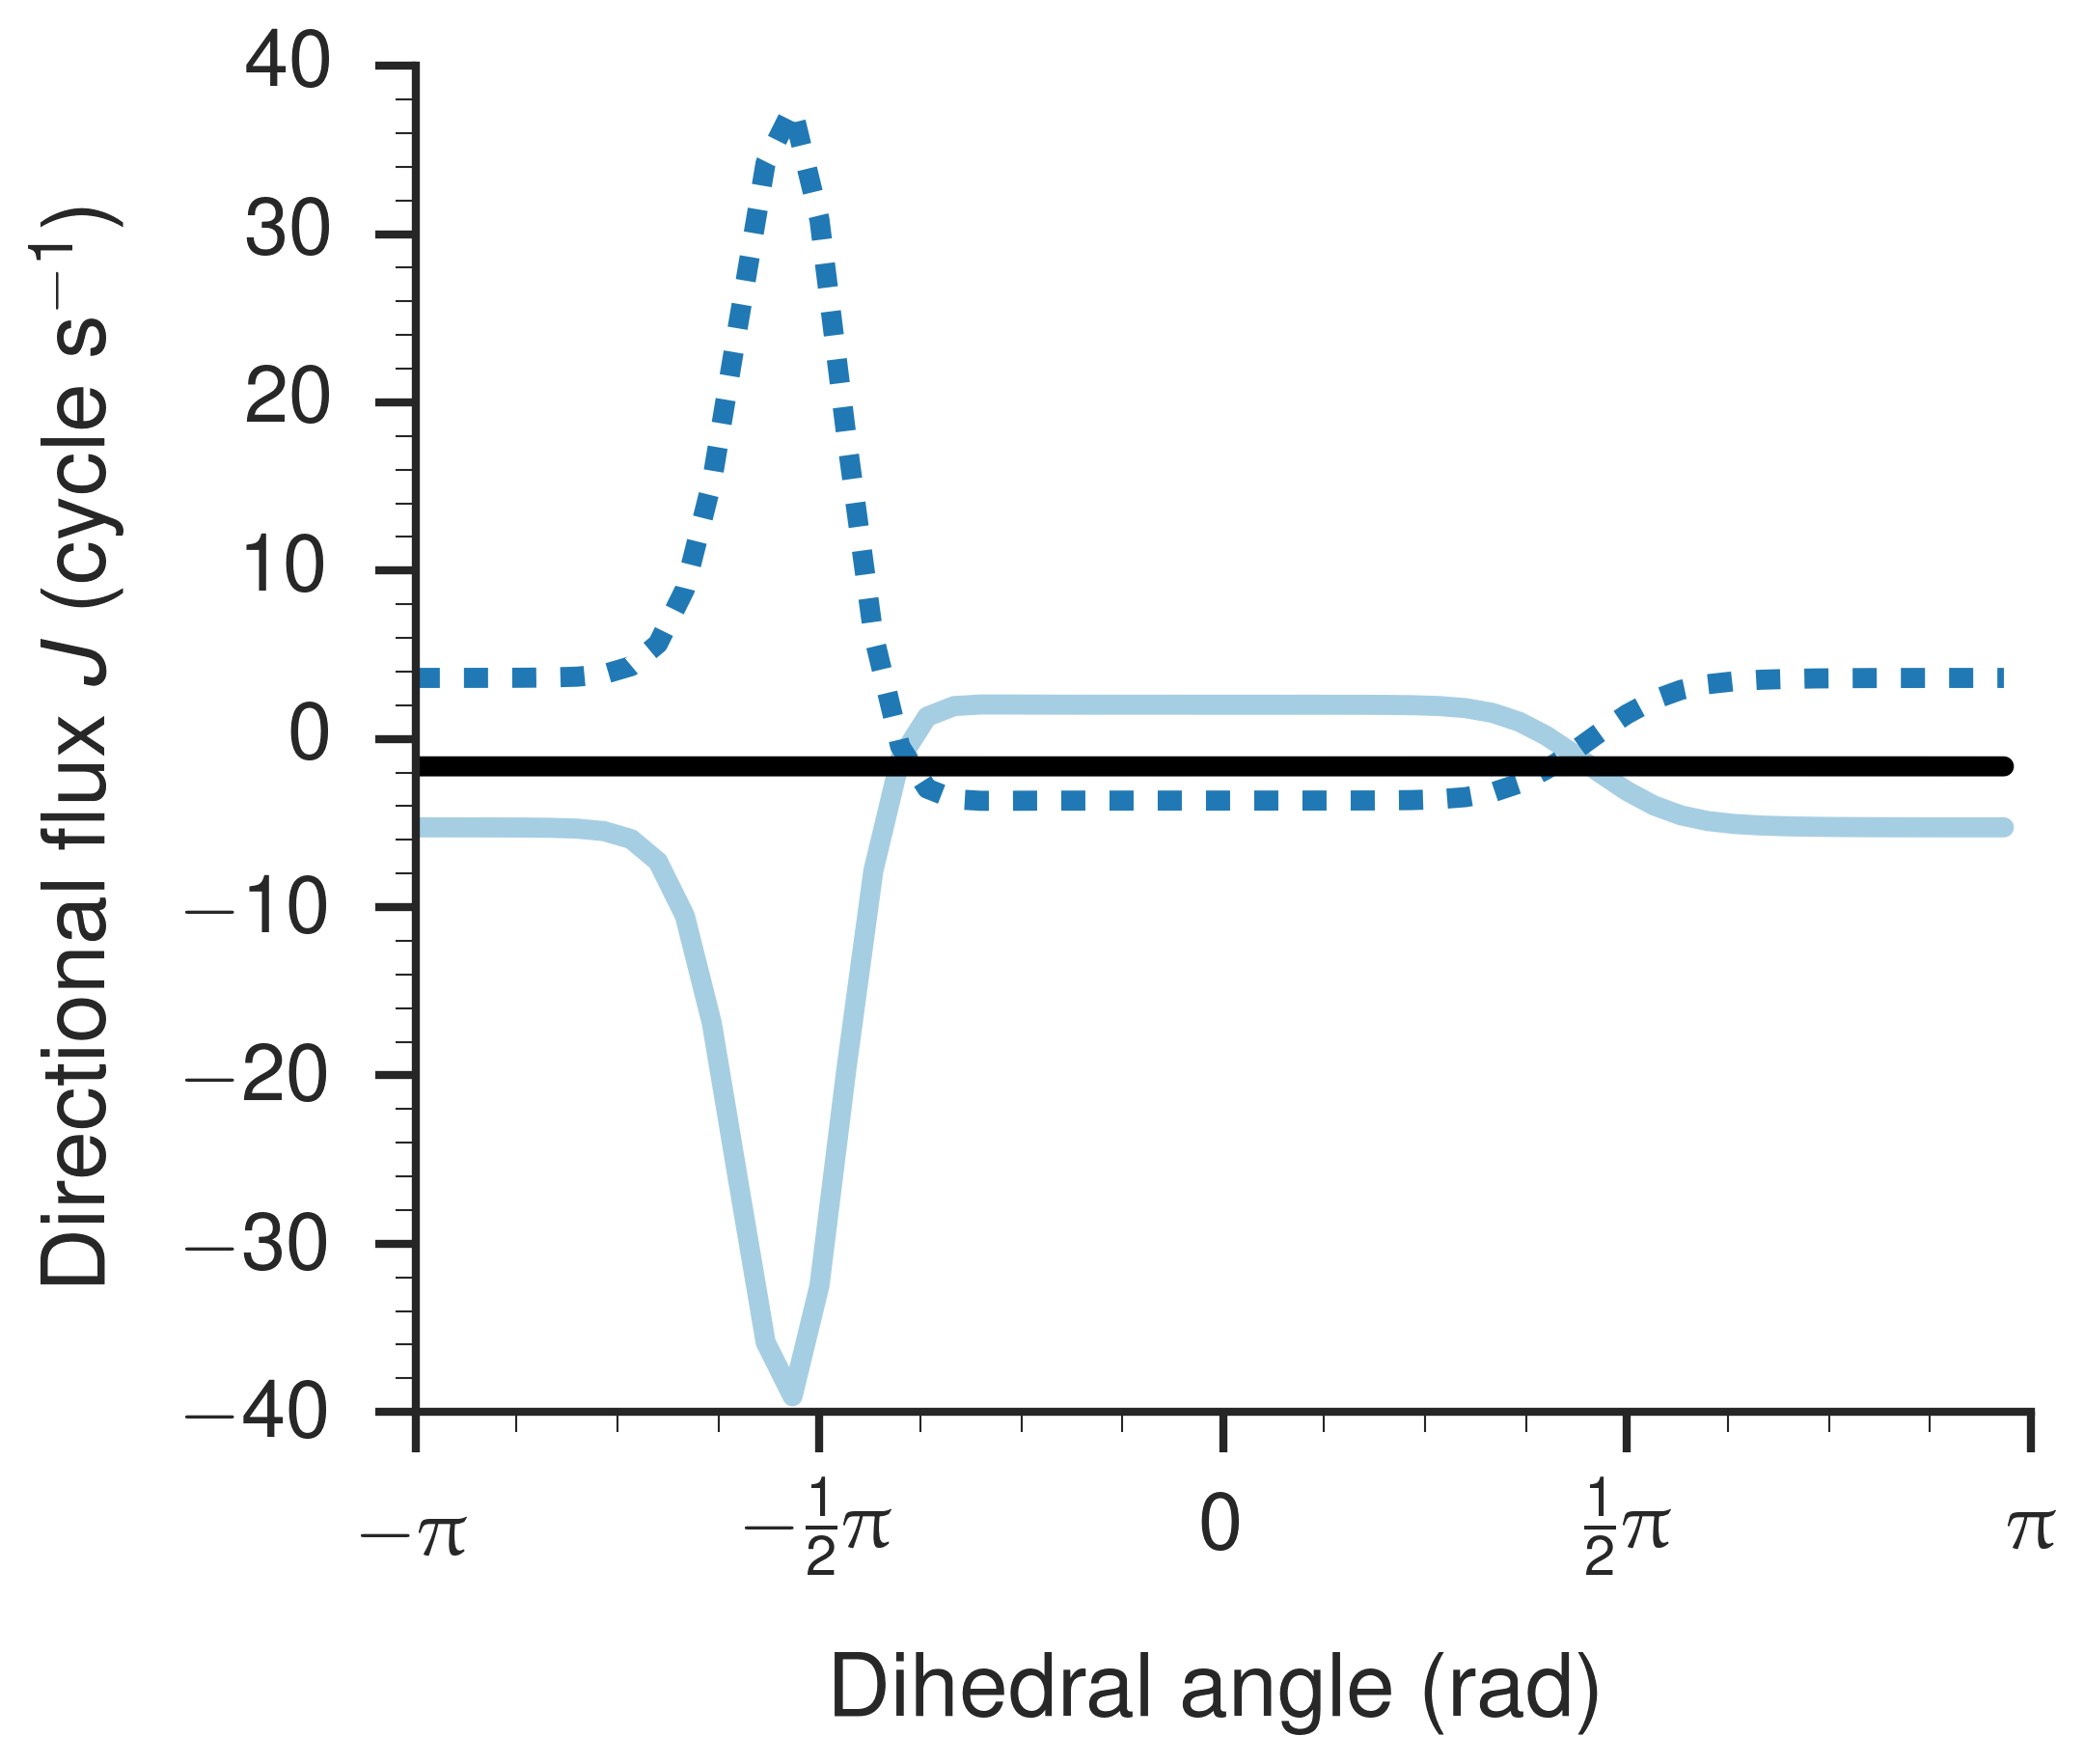 Directional flux J (cycle s⁻¹)
40
30
20
10
0
−10
−20
−30
−40
−π
−½π
0
½π
π
Dihedral angle (rad)